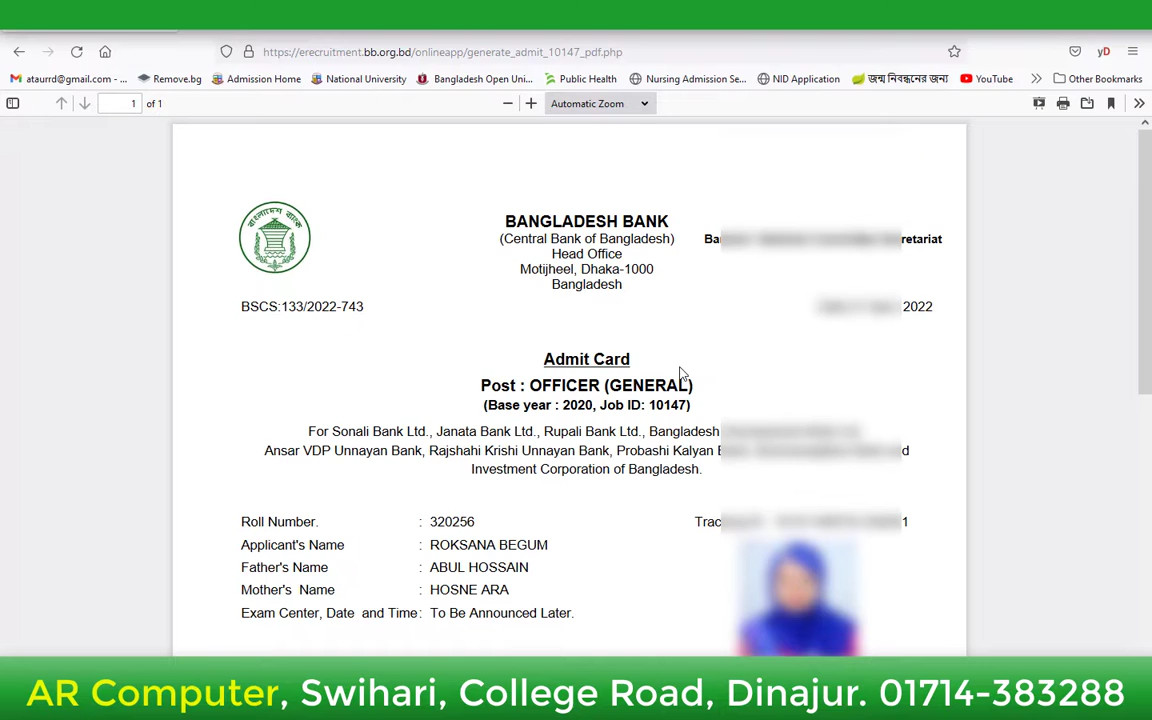 https://erecruitment.bb.org.bd/onlineapp/generate_admit_10147_pdf.php
yD
ataurrd@gmail.com - ...
Remove.bg
Admission Home
National University
Bangladesh Open Uni...
Public Health
Nursing Admission Se...
NID Application
জন্ম নিবন্ধনের জন্য
YouTube
Other Bookmarks
1 of 1
Automatic Zoom
বাংলাদেশ ব্যাংক
BANGLADESH BANK
(Central Bank of Bangladesh)
Head Office
Motijheel, Dhaka-1000
Bangladesh
retariat
BSCS:133/2022-743
2022
Admit Card
Post : OFFICER (GENERAL)
(Base year : 2020, Job ID: 10147)
For Sonali Bank Ltd., Janata Bank Ltd., Rupali Bank Ltd., Bangladesh
Ansar VDP Unnayan Bank, Rajshahi Krishi Unnayan Bank, Probashi Kalyan
Investment Corporation of Bangladesh.
Roll Number. : 320256
Applicant's Name : ROKSANA BEGUM
Father's Name : ABUL HOSSAIN
Mother's Name : HOSNE ARA
Exam Center, Date and Time : To Be Announced Later.
AR Computer, Swihari, College Road, Dinajur. 01714-383288